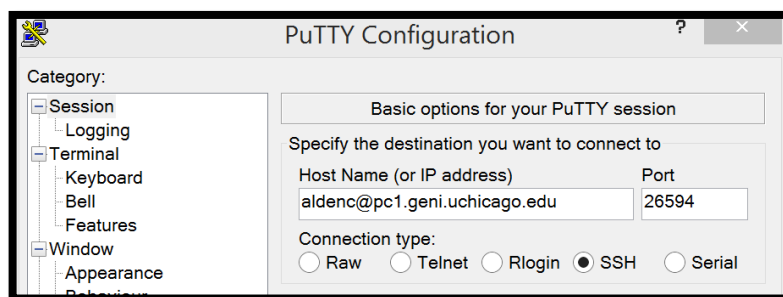 PuTTY Configuration ? ×
Category:
Session
Logging
Terminal
Keyboard
Bell
Features
Window
Appearance
Behaviour
Basic options for your PuTTY session
Specify the destination you want to connect to
Host Name (or IP address) Port
aldenc@pc1.geni.uchicago.edu 26594
Connection type:
Raw Telnet Rlogin SSH Serial